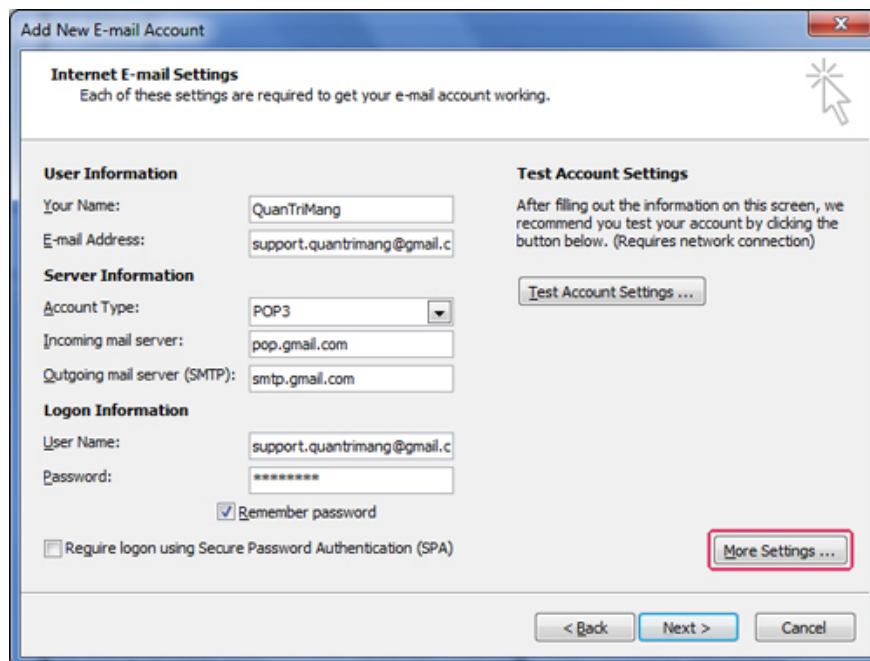 Add New E-mail Account
Internet E-mail Settings
Each of these settings are required to get your e-mail account working.
User Information
Your Name:
QuanTriMang
E-mail Address:
support.quantrimang@gmail.c
Server Information
Account Type:
POP3
Incoming mail server:
pop.gmail.com
Outgoing mail server (SMTP):
smtp.gmail.com
Logon Information
User Name:
support.quantrimang@gmail.c
Password:
********
Remember password
Require logon using Secure Password Authentication (SPA)
Test Account Settings
After filling out the information on this screen, we
recommend you test your account by clicking the
button below. (Requires network connection)
Test Account Settings ...
More Settings ...
< Back
Next >
Cancel